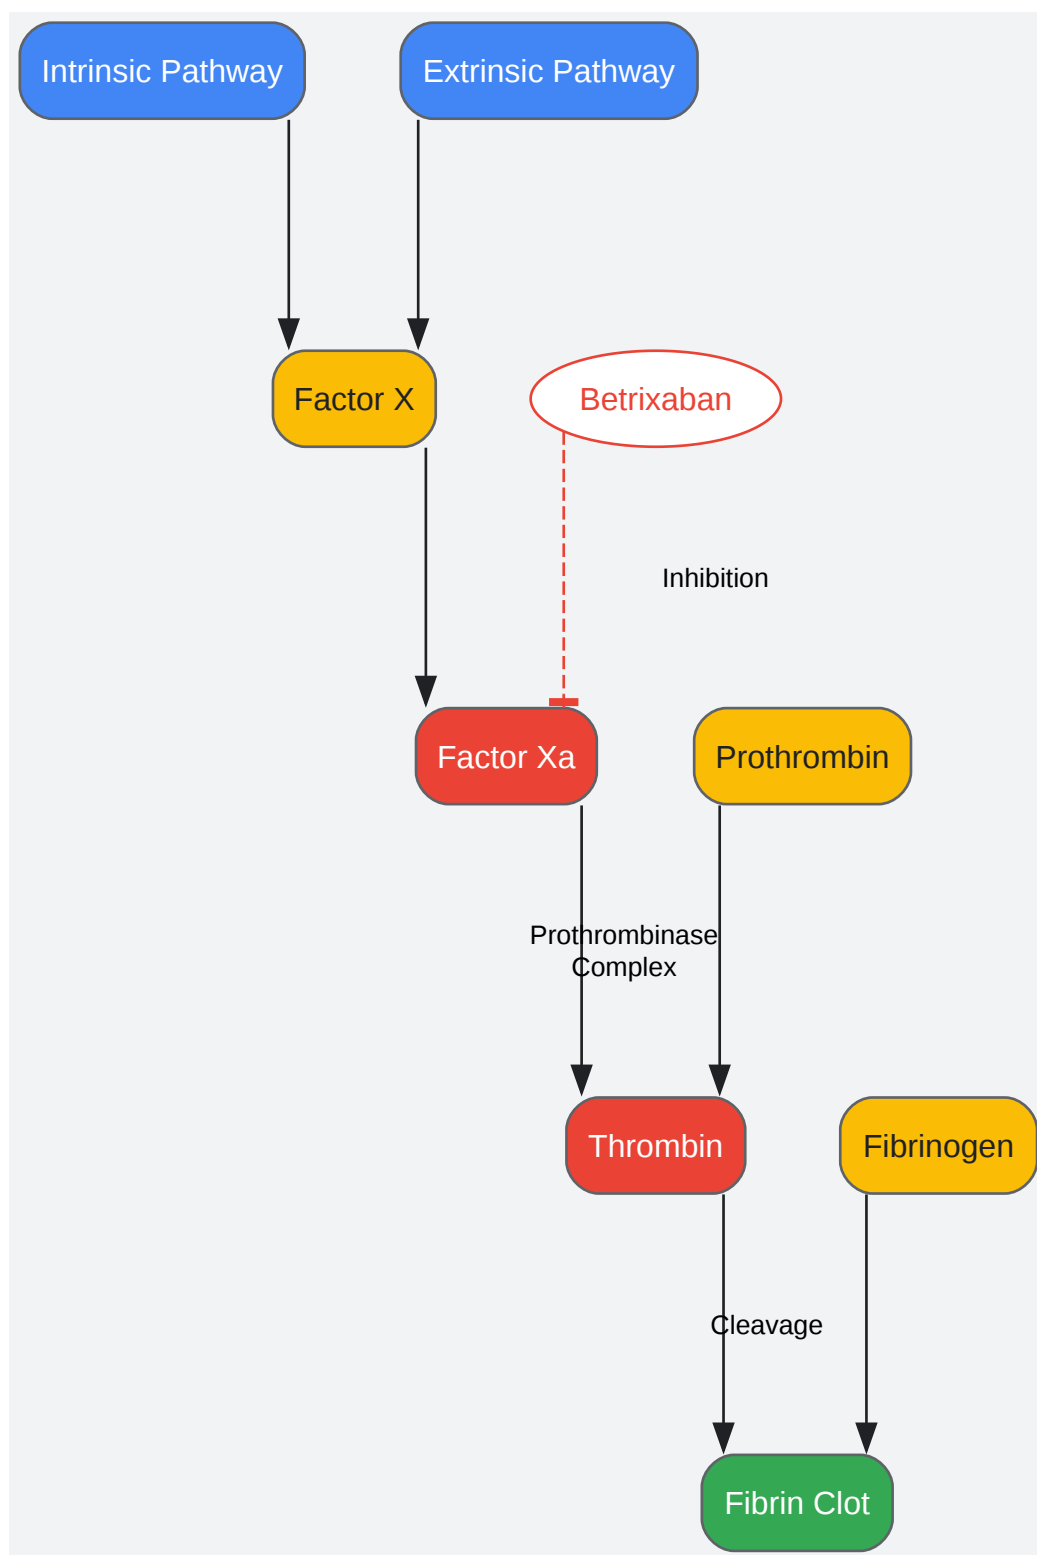 Intrinsic Pathway
Extrinsic Pathway
Factor X
Betrixaban
Inhibition
Factor Xa
Prothrombin
Prothrombinase
Complex
Thrombin
Fibrinogen
Cleavage
Fibrin Clot